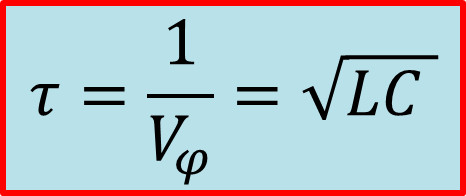 τ = 1/V_φ = √LC